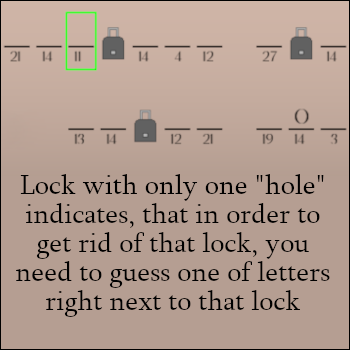 21 14 11 14 4 12 27 14
O
13 14 12 21 19 14 3
Lock with only one "hole"
indicates, that in order to
get rid of that lock, you
need to guess one of letters
right next to that lock